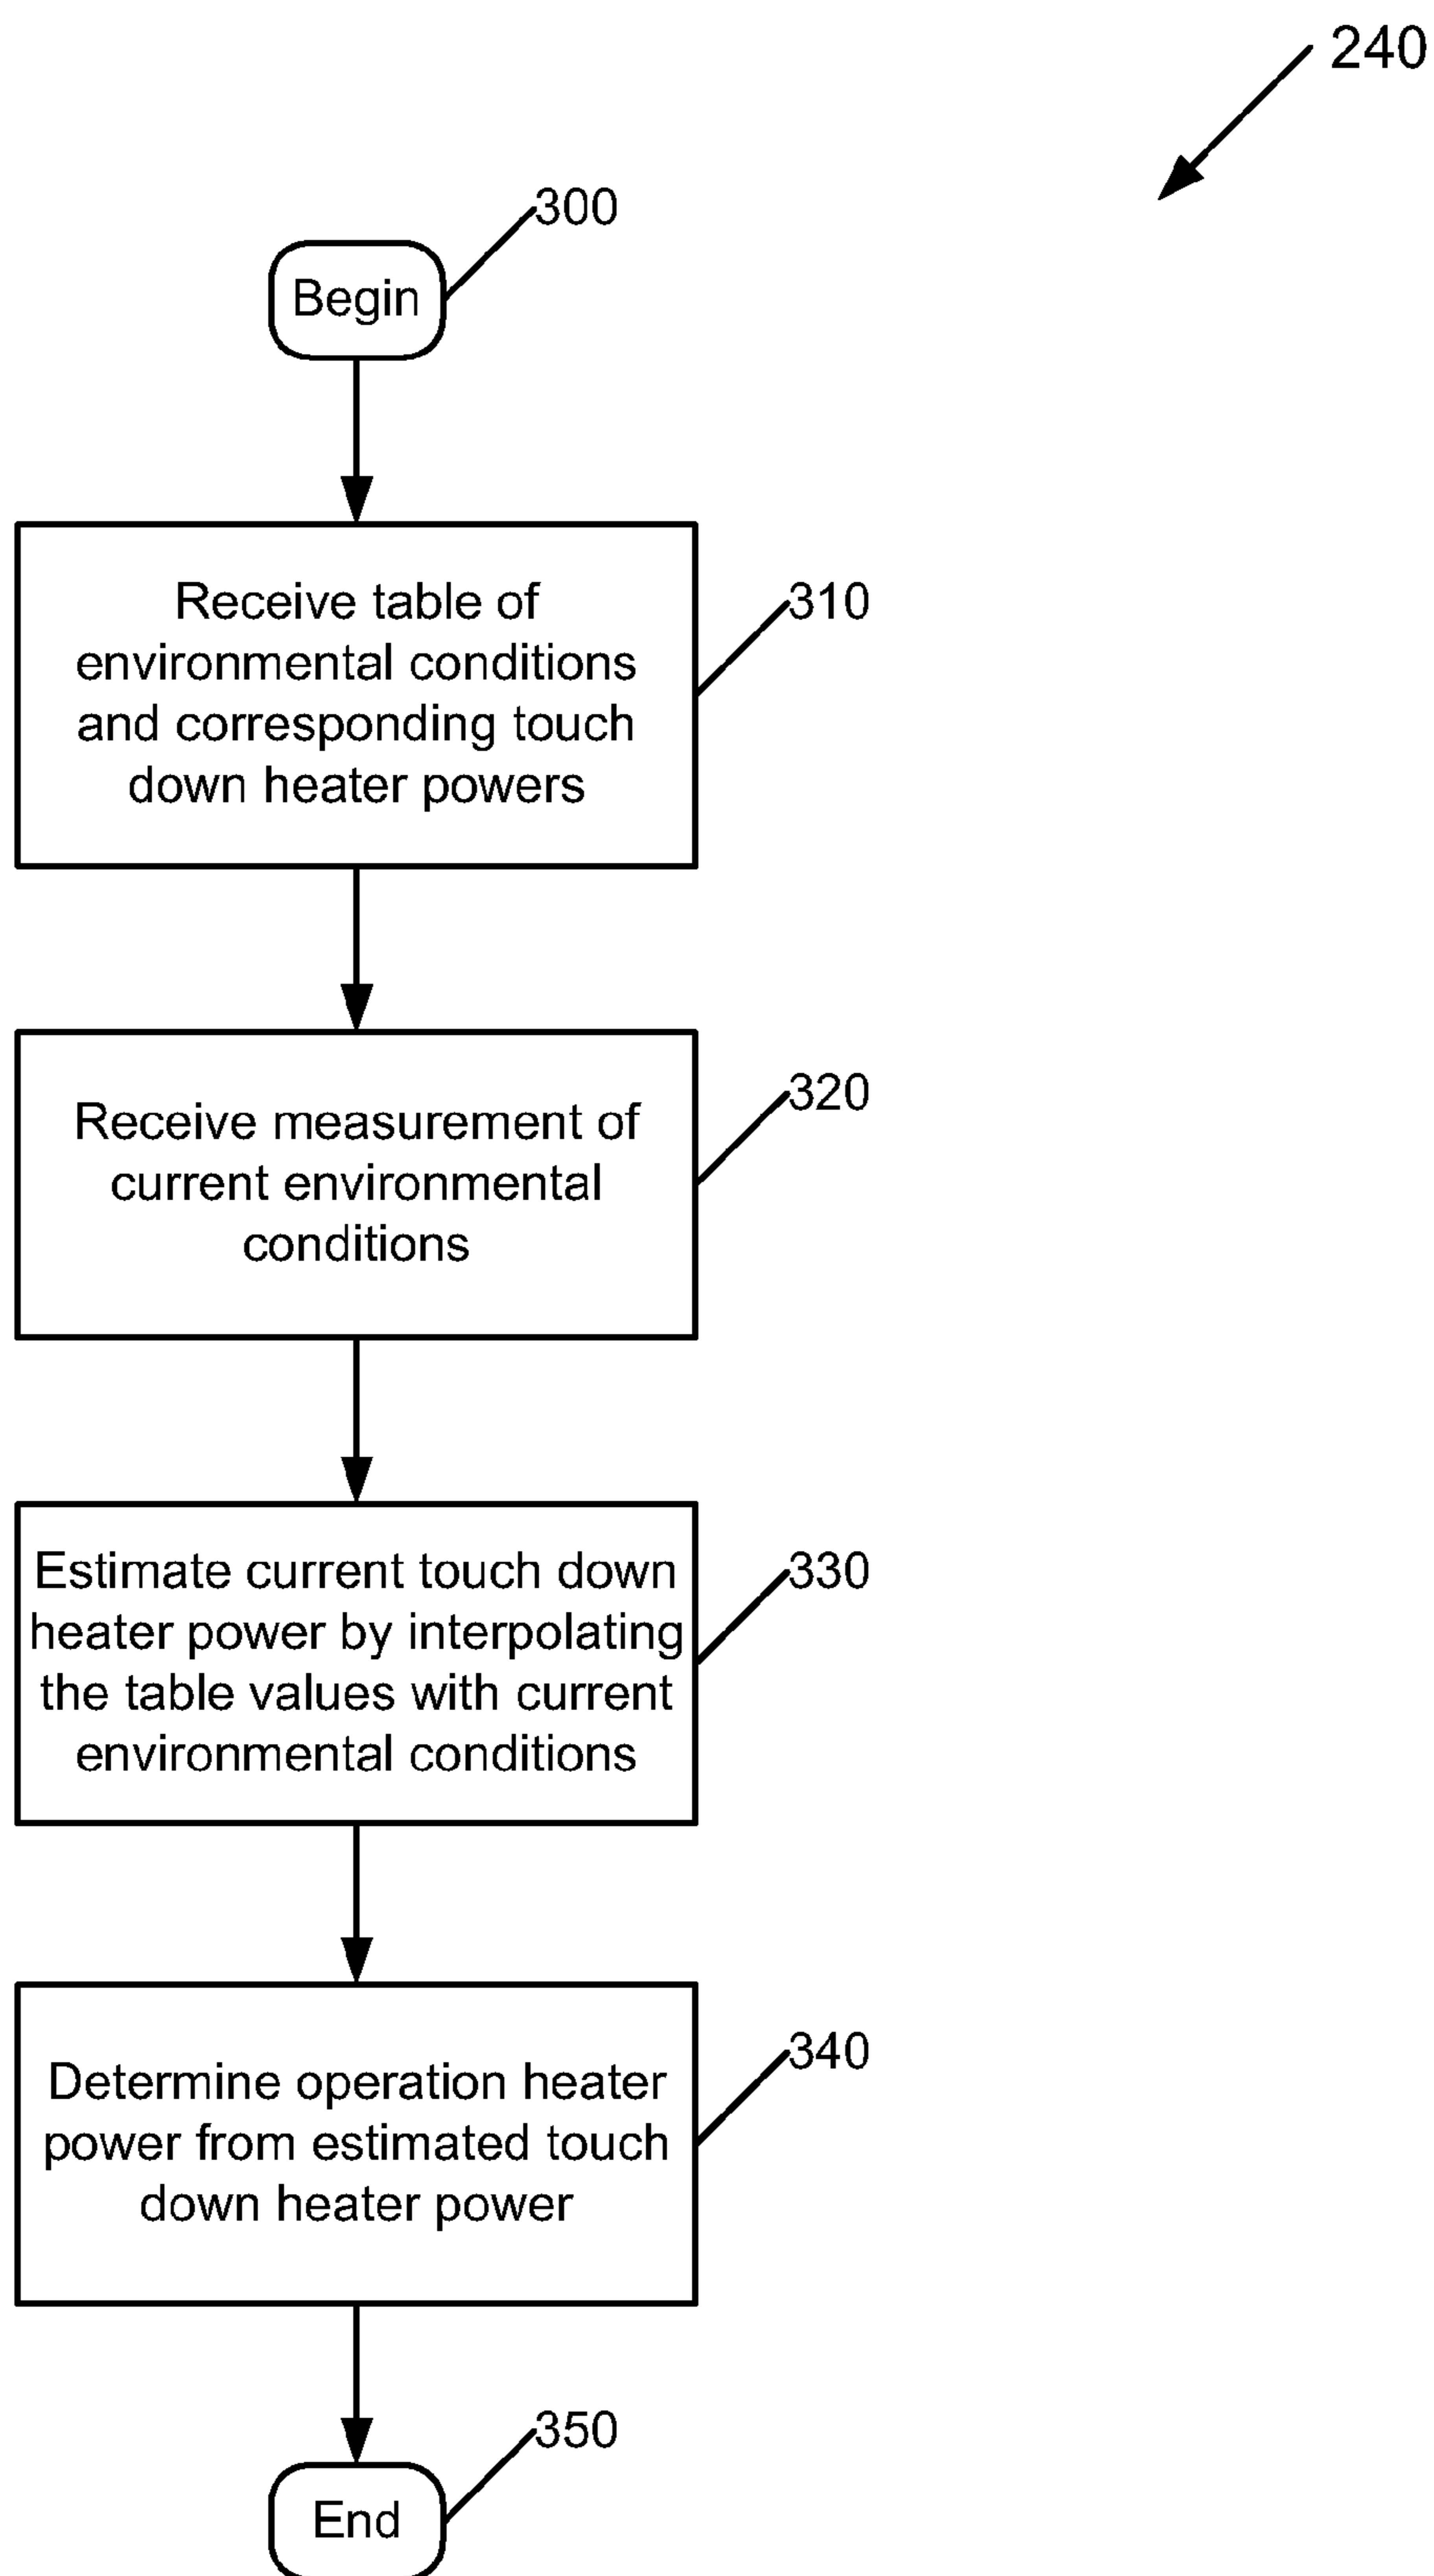 240
300
Begin
Receive table of
environmental conditions
and corresponding touch
down heater powers
310
Receive measurement of
current environmental
conditions
320
Estimate current touch down
heater power by interpolating
the table values with current
environmental conditions
330
Determine operation heater
power from estimated touch
down heater power
340
350
End